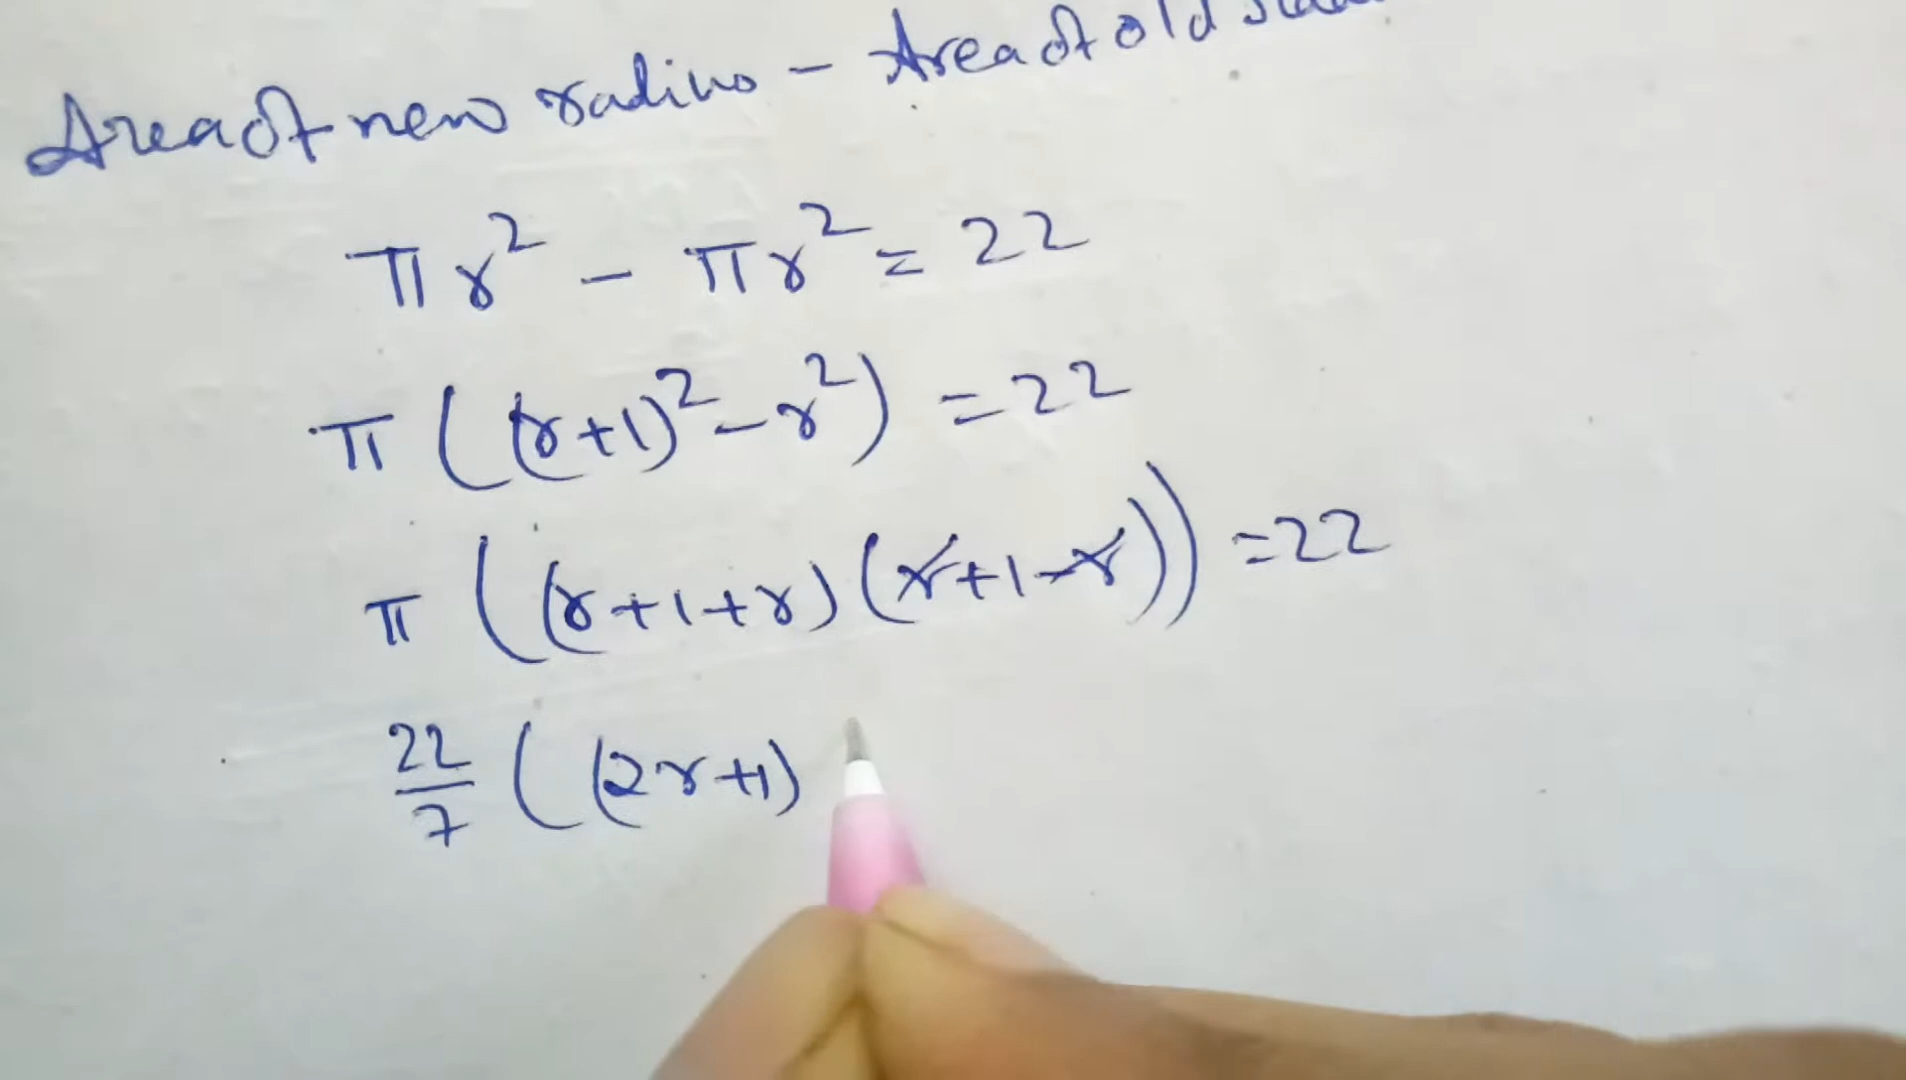 Area of new radius - Area of old
πr² - πr² = 22
π((r+1)² - r²) = 22
π((r+1+r)(r+1-r)) = 22
22/7 ((2r+1)